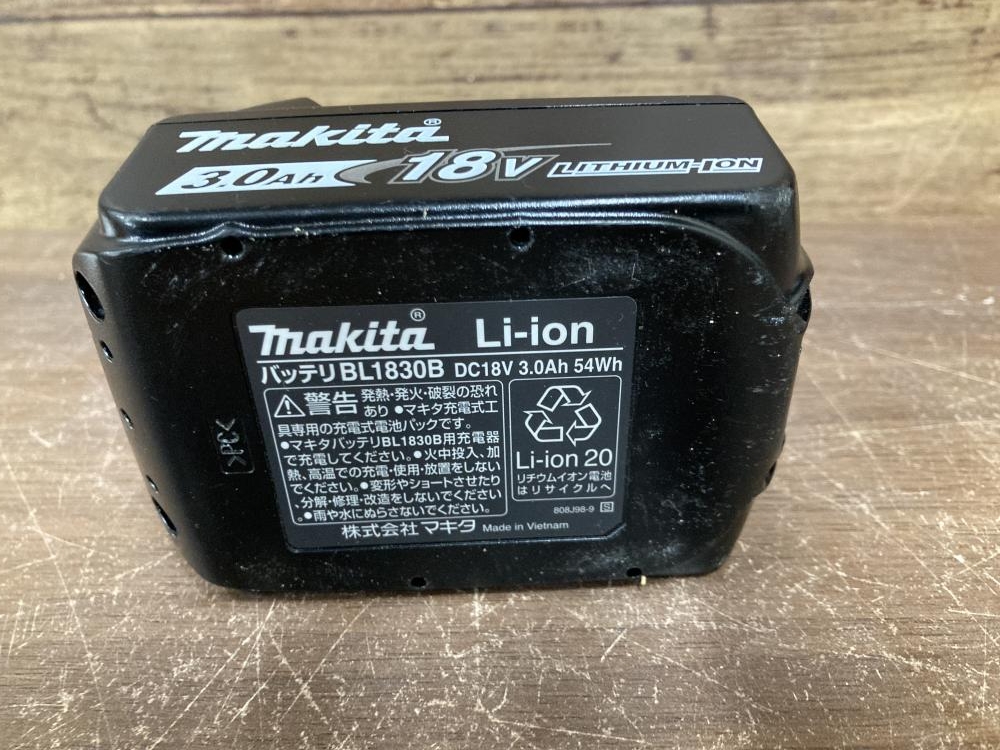 makita®
3.0Ah 18V LITHIUM-ION
makita® Li-ion
バッテリBL1830B DC18V 3.0Ah 54Wh
警告 発熱・発火・破裂の恐れ
あり ●マキタ充電式工
具専用の充電式電池パックです。
●マキタバッテリBL1830B用充電器
で充電してください。●火中投入、加
熱、高温での充電・使用・放置をしない
でください。●変形やショートさせたり
、分解・修理・改造をしないでください
。●雨や水にぬらさないでください。
Li-ion 20
リチウムイオン電池
はリサイクルへ
808J98-9 S
株式会社マキタ Made in Vietnam
>PC<